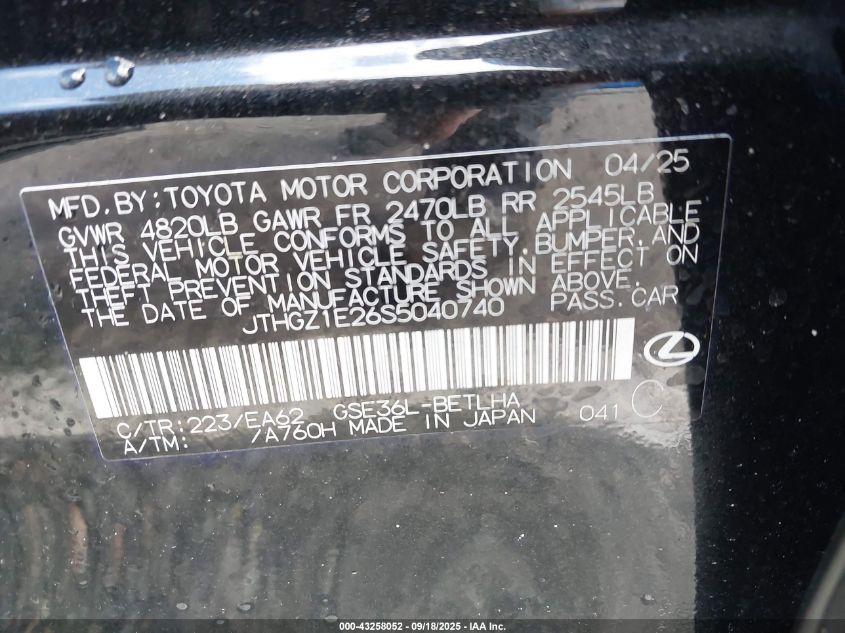 MFD. BY: TOYOTA MOTOR CORPORATION 04/25
GVWR 4820LB GAWR FR 2470LB RR 2545LB
THIS VEHICLE CONFORMS TO ALL APPLICABLE
FEDERAL MOTOR VEHICLE SAFETY, BUMPER, AND
THEFT PREVENTION STANDARDS IN EFFECT ON
THE DATE OF MANUFACTURE SHOWN ABOVE.
JTHGZ1E26S5040740 PASS. CAR
C/TR: 223/EA62 GSE36L-BETLHA 041 C
A/TM: /A760H MADE IN JAPAN
000-43258052 - 09/18/2025 - IAA Inc.